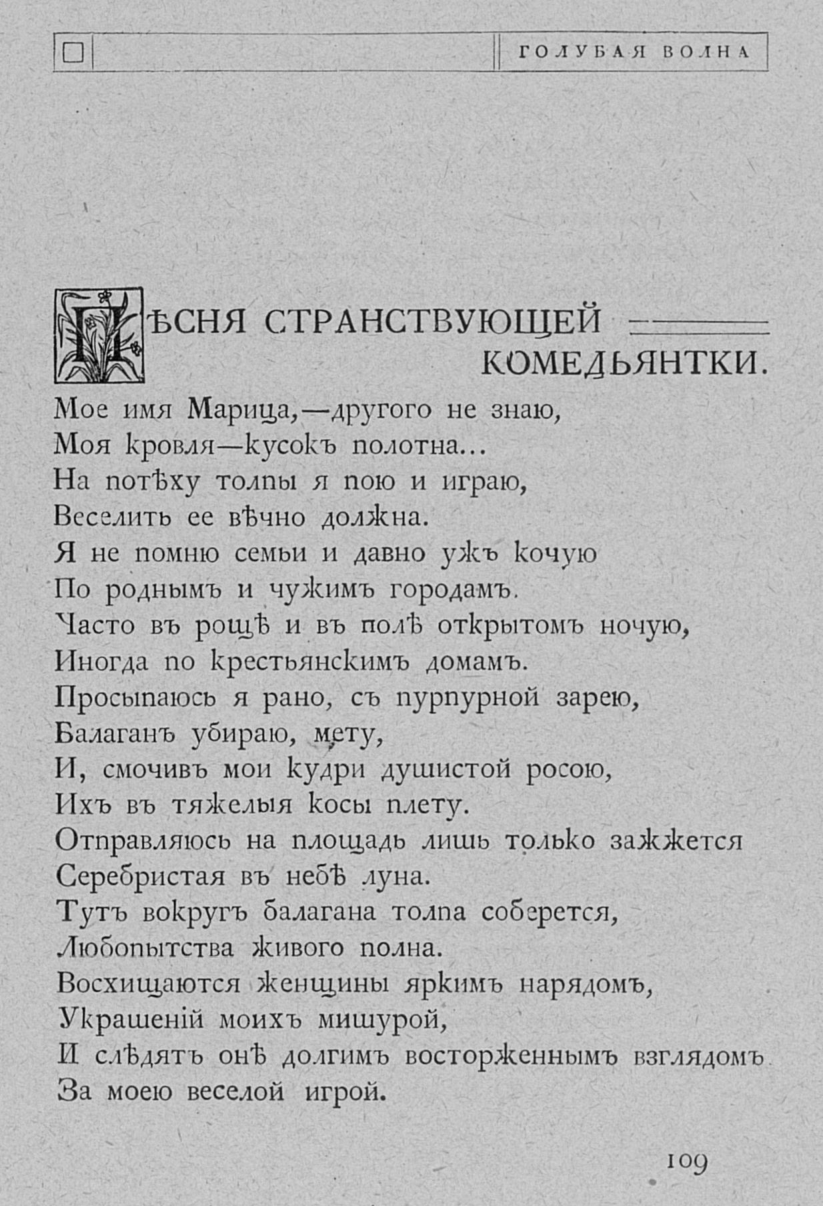 ГОЛУБАЯ ВОЛНА
ПѢСНЯ СТРАНСТВУЮЩЕЙ
КОМЕДЬЯНТКИ.
Мое имя Марица,—другого не знаю,
Моя кровля—кусокъ полотна...
На потѣху толпы я пою и играю,
Веселить ее вѣчно должна.
Я не помню семьи и давно ужъ кочую
По роднымъ и чужимъ городамъ.
Часто въ рощѣ и въ полѣ открытомъ ночую,
Иногда по крестьянскимъ домамъ.
Просыпаюсь я рано, съ пурпурной зарею,
Балаганъ убираю, мету,
И, смочивъ мои кудри душистой росою,
Ихъ въ тяжелыя косы плету.
Отправляюсь на площадь лишь только зажжется
Серебристая въ небѣ луна.
Тутъ вокругъ балагана толпа соберется,
Любопытства живого полна.
Восхищаются женщины яркимъ нарядомъ,
Украшеній моихъ мишурой,
И слѣдятъ онѣ долгимъ восторженнымъ взглядомъ
За моею веселой игрой.
109